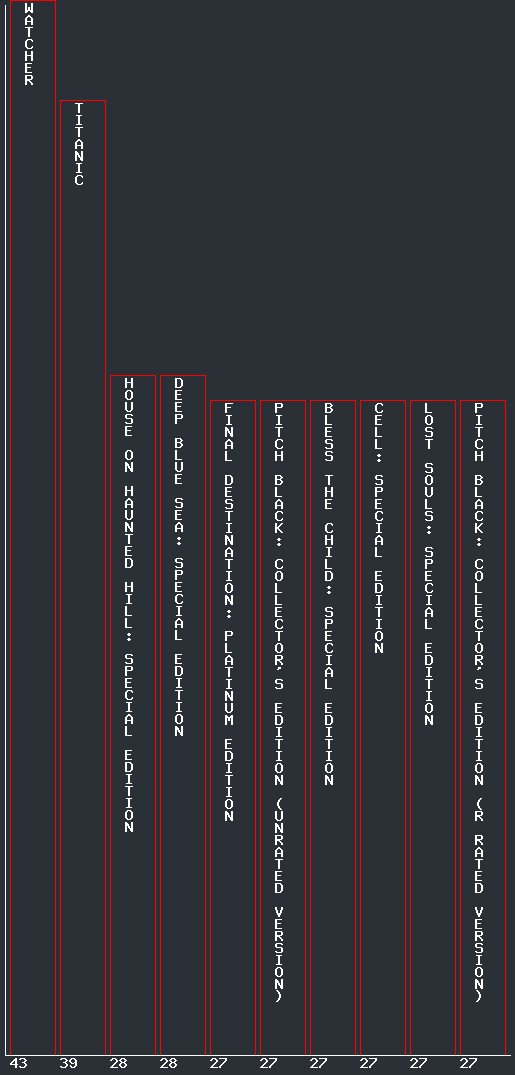 WATCHER
TITANIC
HOUSE ON HAUNTED HILL: SPECIAL EDITION
DEEP BLUE SEA: SPECIAL EDITION
FINAL DESTINATION: PLATINUM EDITION
PITCH BLACK: COLLECTOR'S EDITION (UNRATED VERSION)
BLESS THE CHILD: SPECIAL EDITION
CELL: SPECIAL EDITION
LOST SOULS: SPECIAL EDITION
PITCH BLACK: COLLECTOR'S EDITION (R RATED VERSION)
43 39 28 28 27 27 27 27 27 27